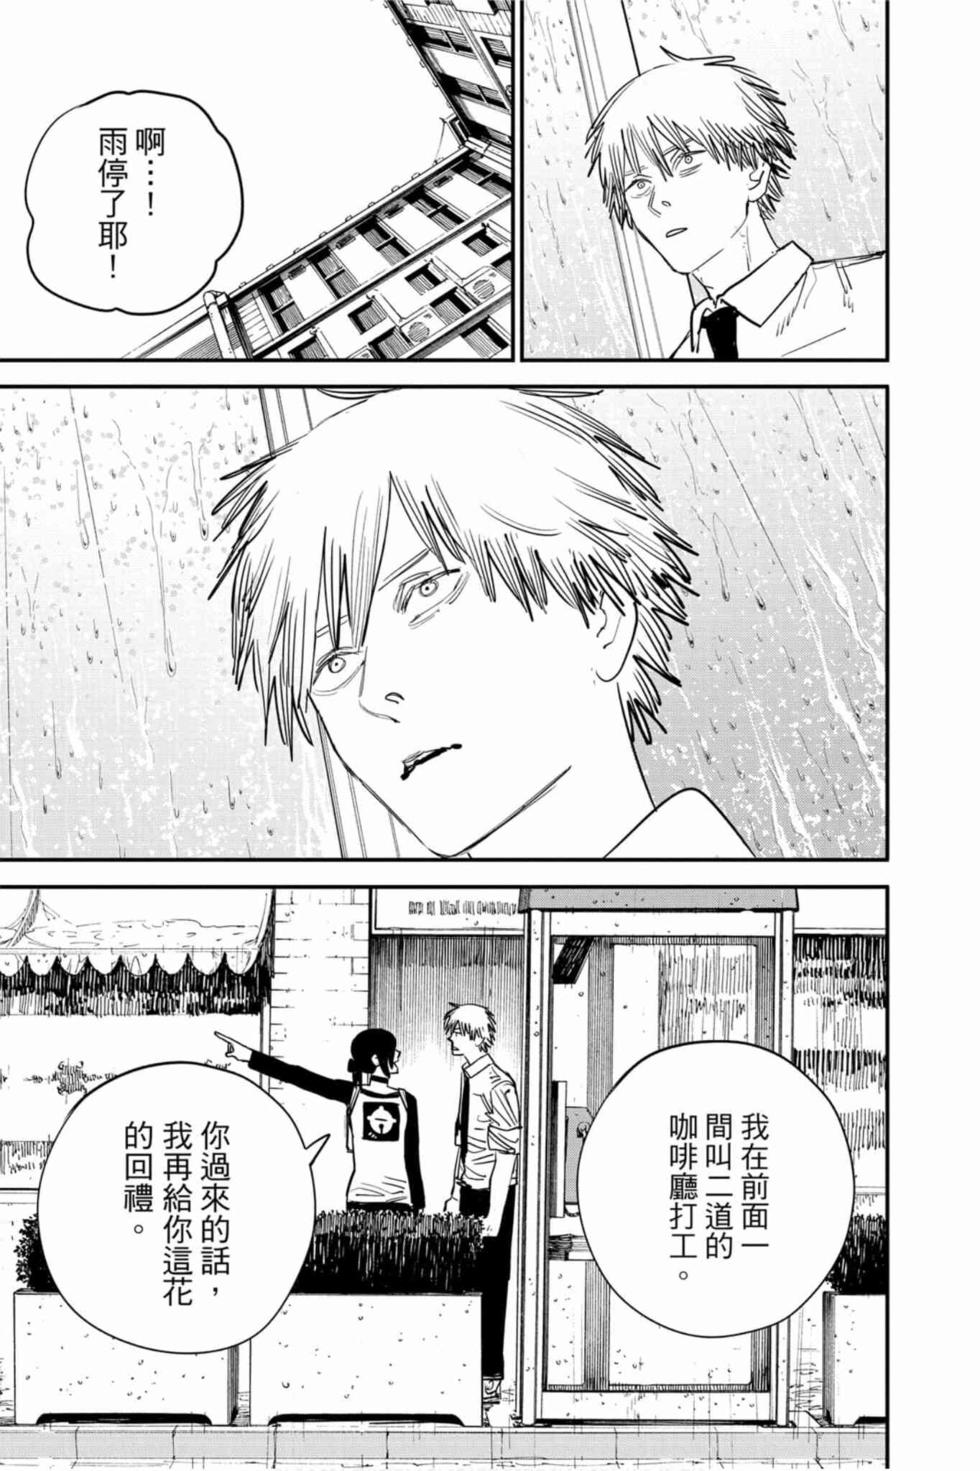 啊…！
雨停了耶！
我在前面一
間叫二道的
咖啡廳打工。
你過來的話，
我再給你這花
的回禮。